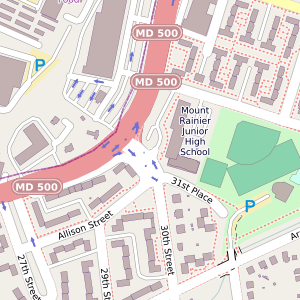 MD 500
P
MD 500
Mount
Rainier
Junior
High
School
MD 500
31st Place
P
Allison Street
30th Street
27th Street
29th Street